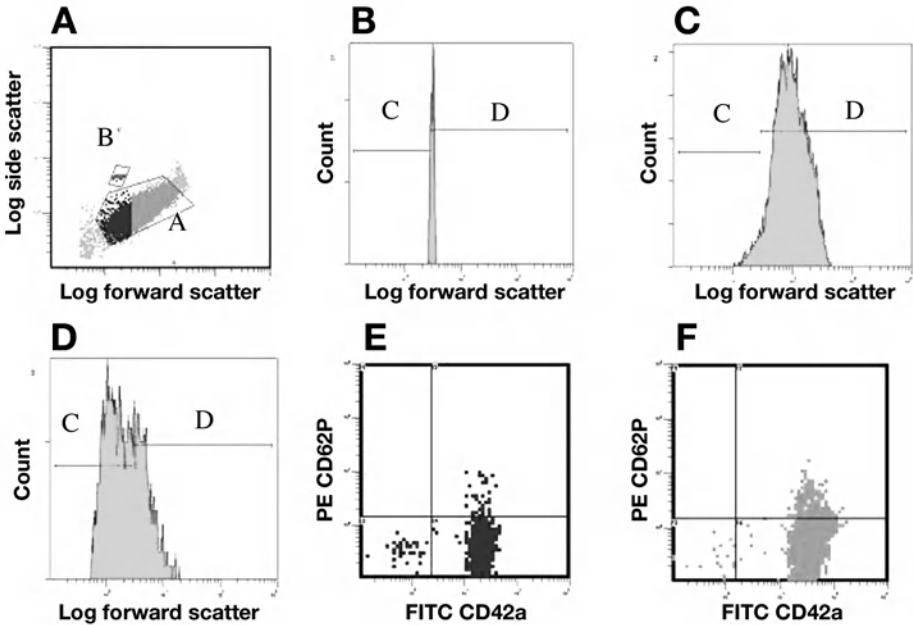 A
Log side scatter
B
A
Log forward scatter
B
Count
C
D
Log forward scatter
C
Count
C
D
Log forward scatter
D
Count
C
D
Log forward scatter
E
PE CD62P
FITC CD42a
F
PE CD62P
FITC CD42a